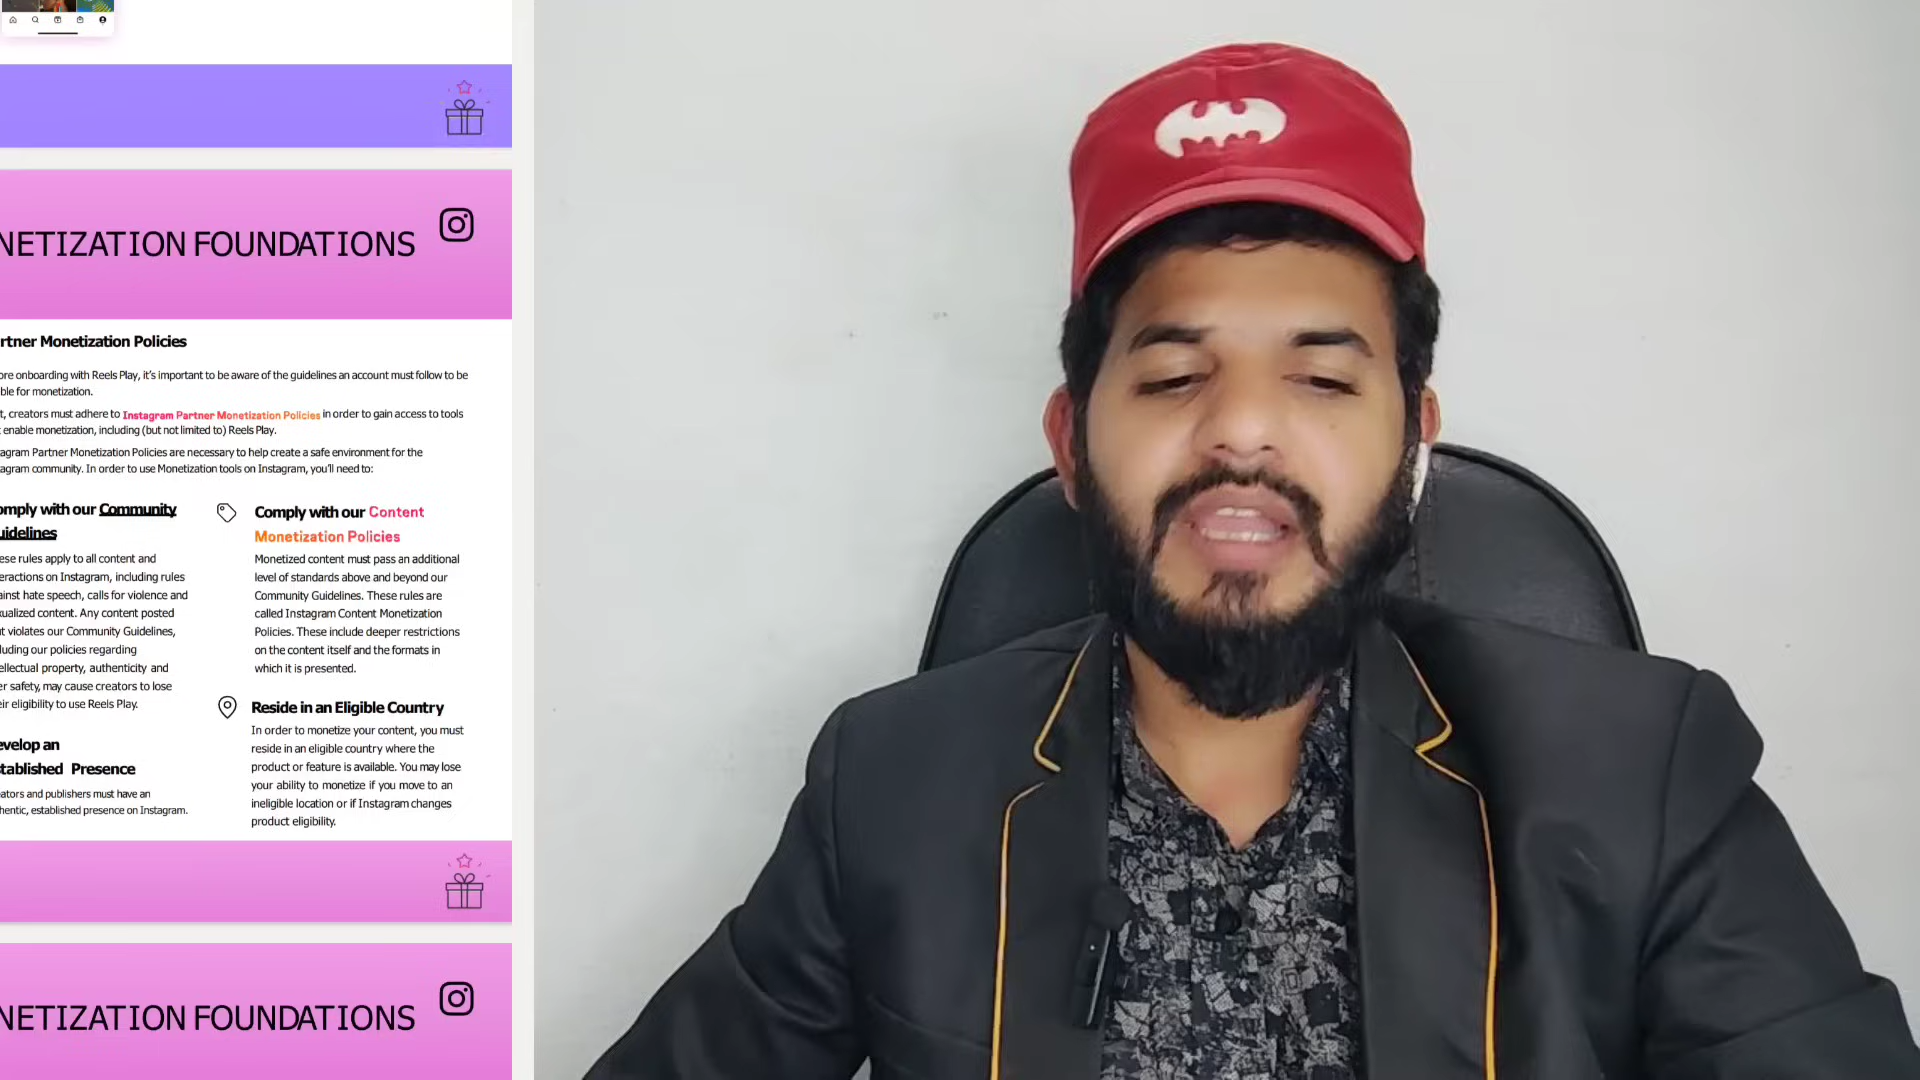 NETIZATION FOUNDATIONS
rtner Monetization Policies
ore onboarding with Reels Play, it's important to be aware of the guidelines an account must follow to be
ble for monetization.
t, creators must adhere to Instagram Partner Monetization Policies in order to gain access to tools
t enable monetization, including (but not limited to) Reels Play.
agram Partner Monetization Policies are necessary to help create a safe environment for the
agram community. In order to use Monetization tools on Instagram, you'll need to:
omply with our Community
uidelines
ese rules apply to all content and
eractions on Instagram, including rules
ainst hate speech, calls for violence and
xualized content. Any content posted
t violates our Community Guidelines,
luding our policies regarding
ellectual property, authenticity and
er safety, may cause creators to lose
eir eligibility to use Reels Play.
evelop an
tablished Presence
ators and publishers must have an
hentic, established presence on Instagram.
Comply with our Content
Monetization Policies
Monetized content must pass an additional
level of standards above and beyond our
Community Guidelines. These rules are
called Instagram Content Monetization
Policies. These include deeper restrictions
on the content itself and the formats in
which it is presented.
Reside in an Eligible Country
In order to monetize your content, you must
reside in an eligible country where the
product or feature is available. You may lose
your ability to monetize if you move to an
ineligible location or if Instagram changes
product eligibility.
NETIZATION FOUNDATIONS